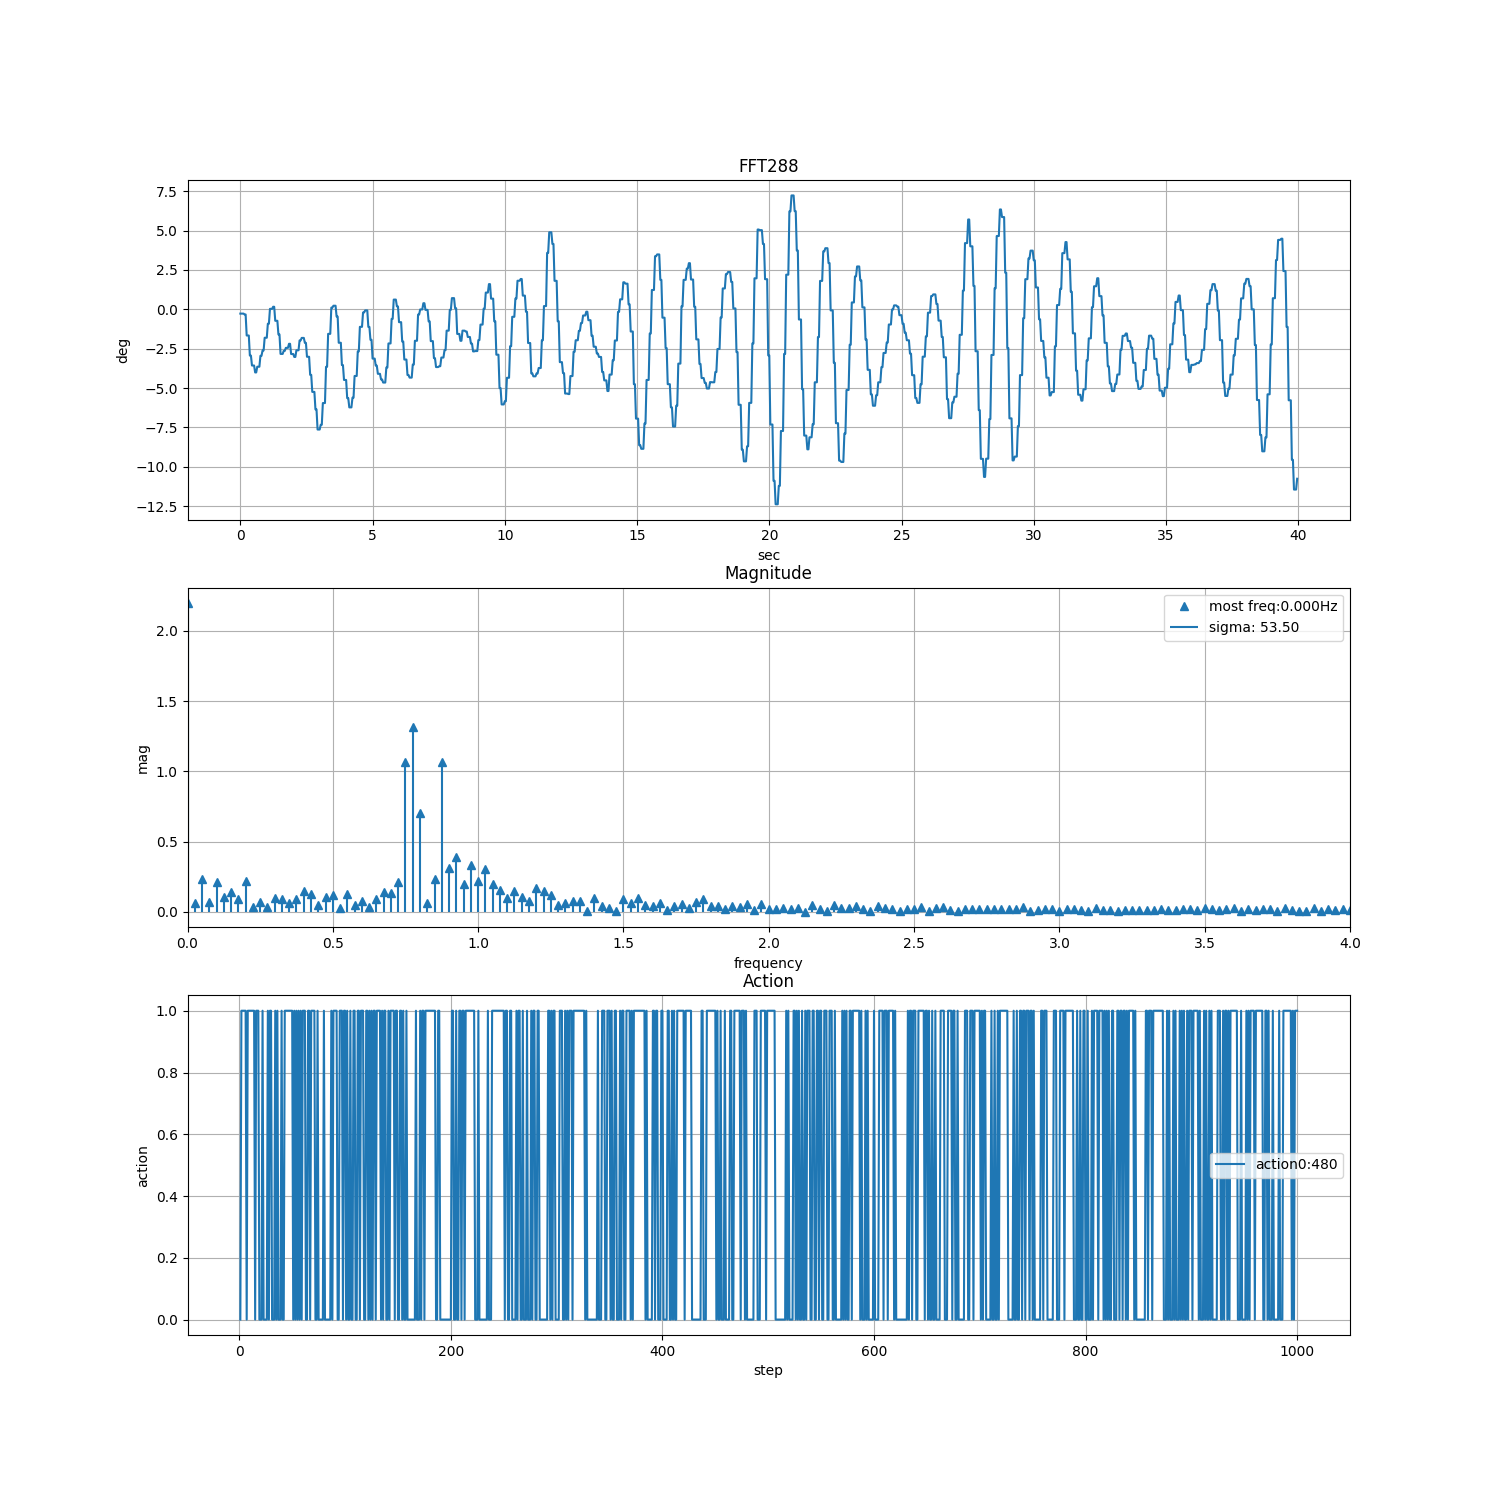 FFT288
7.5
5.0
2.5
0.0
−2.5
−5.0
−7.5
−10.0
−12.5
deg
0 5 10 15 20 25 30 35 40
sec
Magnitude
most freq:0.000Hz
sigma: 53.50
2.0
1.5
1.0
0.5
0.0
mag
0.0 0.5 1.0 1.5 2.0 2.5 3.0 3.5 4.0
frequency
Action
1.0
0.8
0.6
0.4
0.2
0.0
action
action0:480
0 200 400 600 800 1000
step